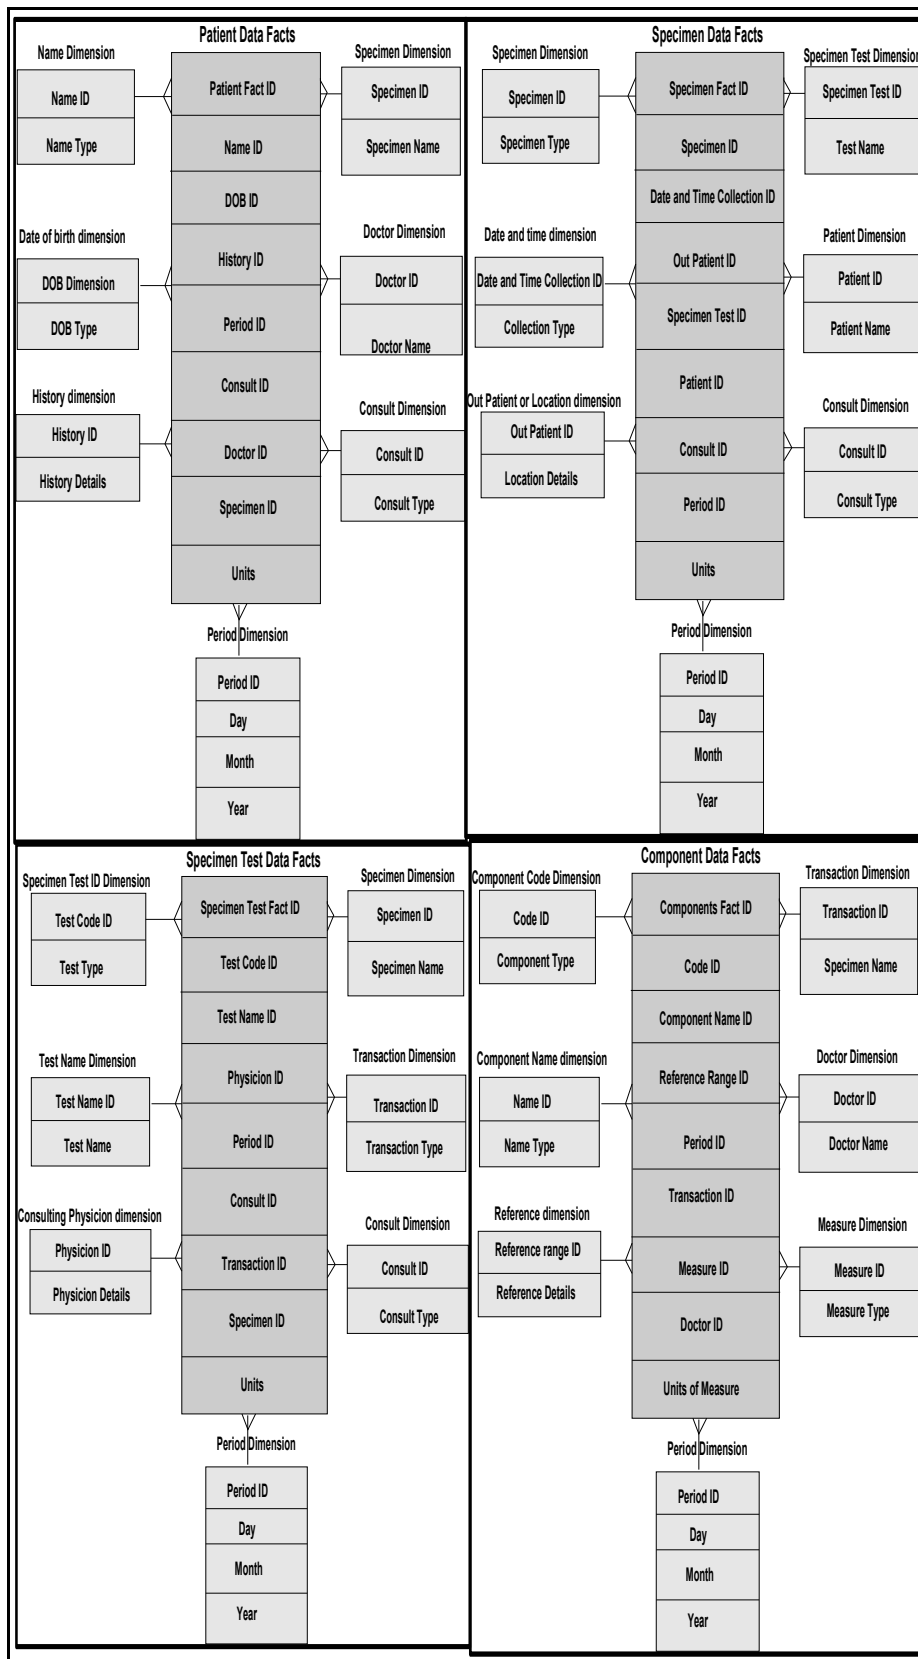 Patient Data Facts
Name Dimension
Name ID
Name Type
Date of birth dimension
DOB Dimension
DOB Type
History dimension
History ID
History Details
Patient Fact ID
Name ID
DOB ID
History ID
Period ID
Consult ID
Doctor ID
Specimen ID
Units
Specimen Dimension
Specimen ID
Specimen Name
Doctor Dimension
Doctor ID
Doctor Name
Consult Dimension
Consult ID
Consult Type
Period Dimension
Period ID
Day
Month
Year
Specimen Data Facts
Specimen Dimension
Specimen ID
Specimen Type
Date and time dimension
Date and Time Collection ID
Collection Type
Out Patient or Location dimension
Out Patient ID
Location Details
Specimen Fact ID
Specimen ID
Date and Time Collection ID
Out Patient ID
Specimen Test ID
Patient ID
Consult ID
Period ID
Units
Specimen Test Dimension
Specimen Test ID
Test Name
Patient Dimension
Patient ID
Patient Name
Consult Dimension
Consult ID
Consult Type
Period Dimension
Period ID
Day
Month
Year
Specimen Test Data Facts
Specimen Test ID Dimension
Test Code ID
Test Type
Test Name Dimension
Test Name ID
Test Name
Consulting Physicion dimension
Physicion ID
Physicion Details
Specimen Test Fact ID
Test Code ID
Test Name ID
Physicion ID
Period ID
Consult ID
Transaction ID
Specimen ID
Units
Specimen Dimension
Specimen ID
Specimen Name
Transaction Dimension
Transaction ID
Transaction Type
Consult Dimension
Consult ID
Consult Type
Period Dimension
Period ID
Day
Month
Year
Component Data Facts
Component Code Dimension
Code ID
Component Type
Component Name dimension
Name ID
Name Type
Reference dimension
Reference range ID
Reference Details
Components Fact ID
Code ID
Component Name ID
Reference Range ID
Period ID
Transaction ID
Measure ID
Doctor ID
Units of Measure
Transaction Dimension
Transaction ID
Specimen Name
Doctor Dimension
Doctor ID
Doctor Name
Measure Dimension
Measure ID
Measure Type
Period Dimension
Period ID
Day
Month
Year